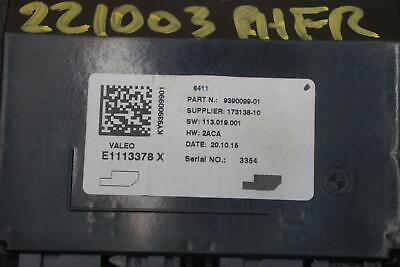 221003 RHFR
6411
PART N.: 9390099-01
SUPPLIER: 173138-10
SW: 113.019.001
HW: 2ACA
DATE: 20.10.15
Serial NO.: 3354
KY939009901
VALEO
E1113378 X